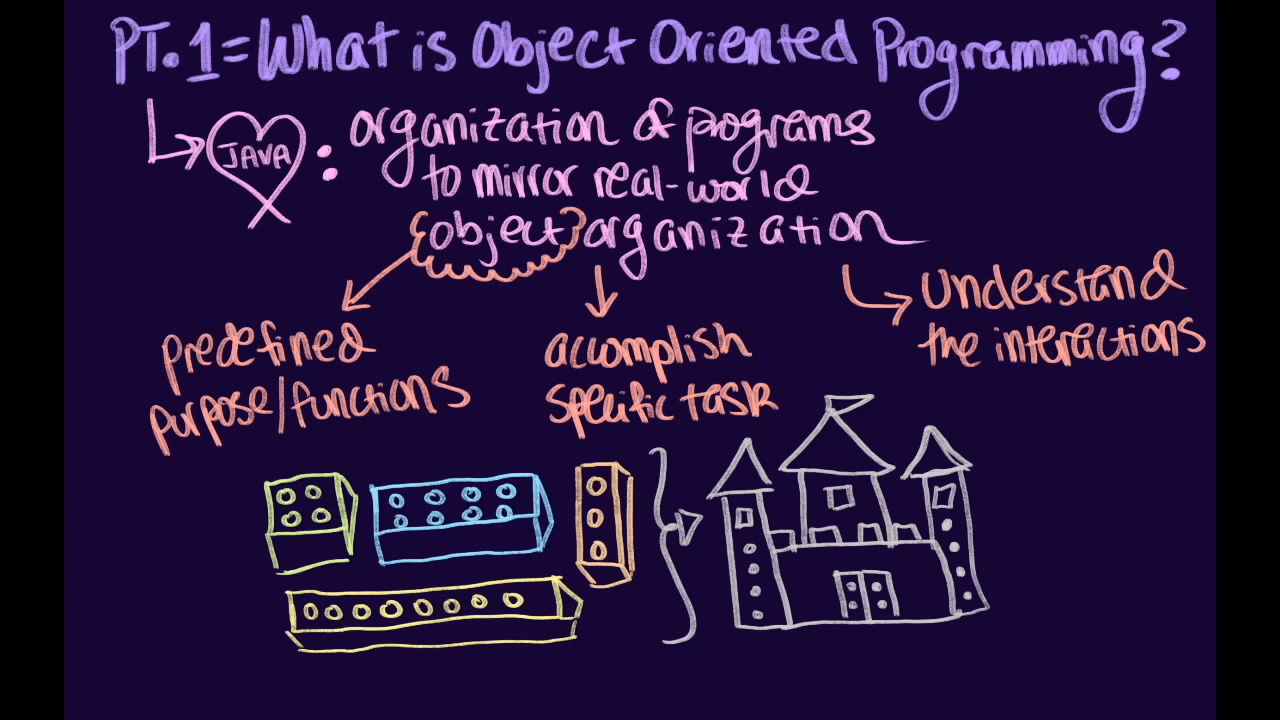 PT.1 = What is Object Oriented Programming?
JAVA : organization of programs
to mirror real-world
{object} organization
Understand
the interactions
predefined
purpose/functions
accomplish
specific task